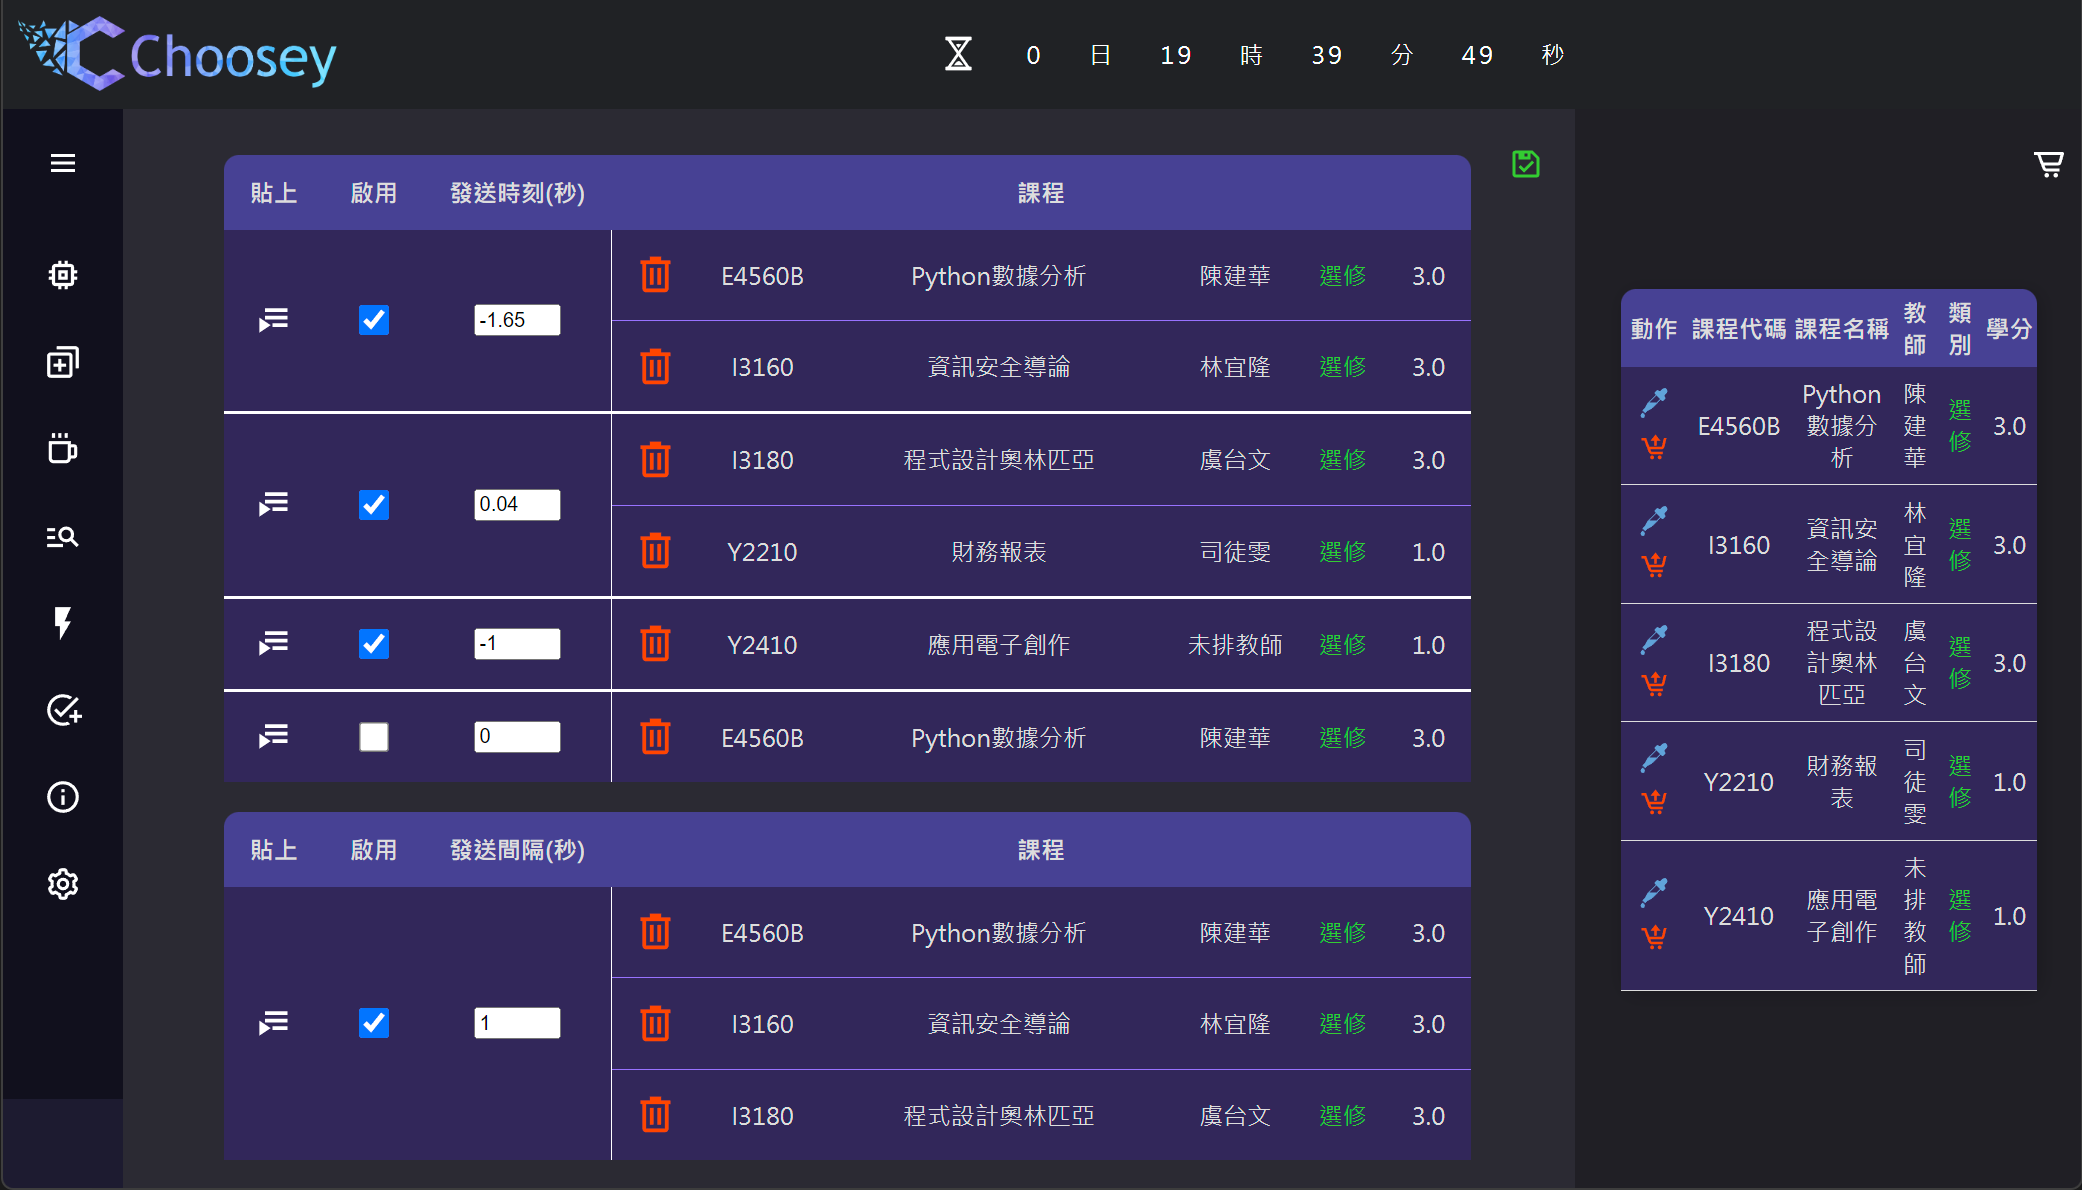 Choosey
0 日 19 時 39 分 49 秒
貼上 啟用 發送時刻(秒) 課程
-1.65
E4560B Python數據分析 陳建華 選修 3.0
I3160 資訊安全導論 林宜隆 選修 3.0
0.04
I3180 程式設計奧林匹亞 虞台文 選修 3.0
Y2210 財務報表 司徒雯 選修 1.0
-1 Y2410 應用電子創作 未排教師 選修 1.0
0 E4560B Python數據分析 陳建華 選修 3.0
貼上 啟用 發送間隔(秒) 課程
1
E4560B Python數據分析 陳建華 選修 3.0
I3160 資訊安全導論 林宜隆 選修 3.0
I3180 程式設計奧林匹亞 虞台文 選修 3.0
動作 課程代碼 課程名稱 教師 類別 學分
E4560B Python數據分析 陳建華 選修 3.0
I3160 資訊安全導論 林宜隆 選修 3.0
I3180 程式設計奧林匹亞 虞台文 選修 3.0
Y2210 財務報表 司徒雯 選修 1.0
Y2410 應用電子創作 未排教師 選修 1.0